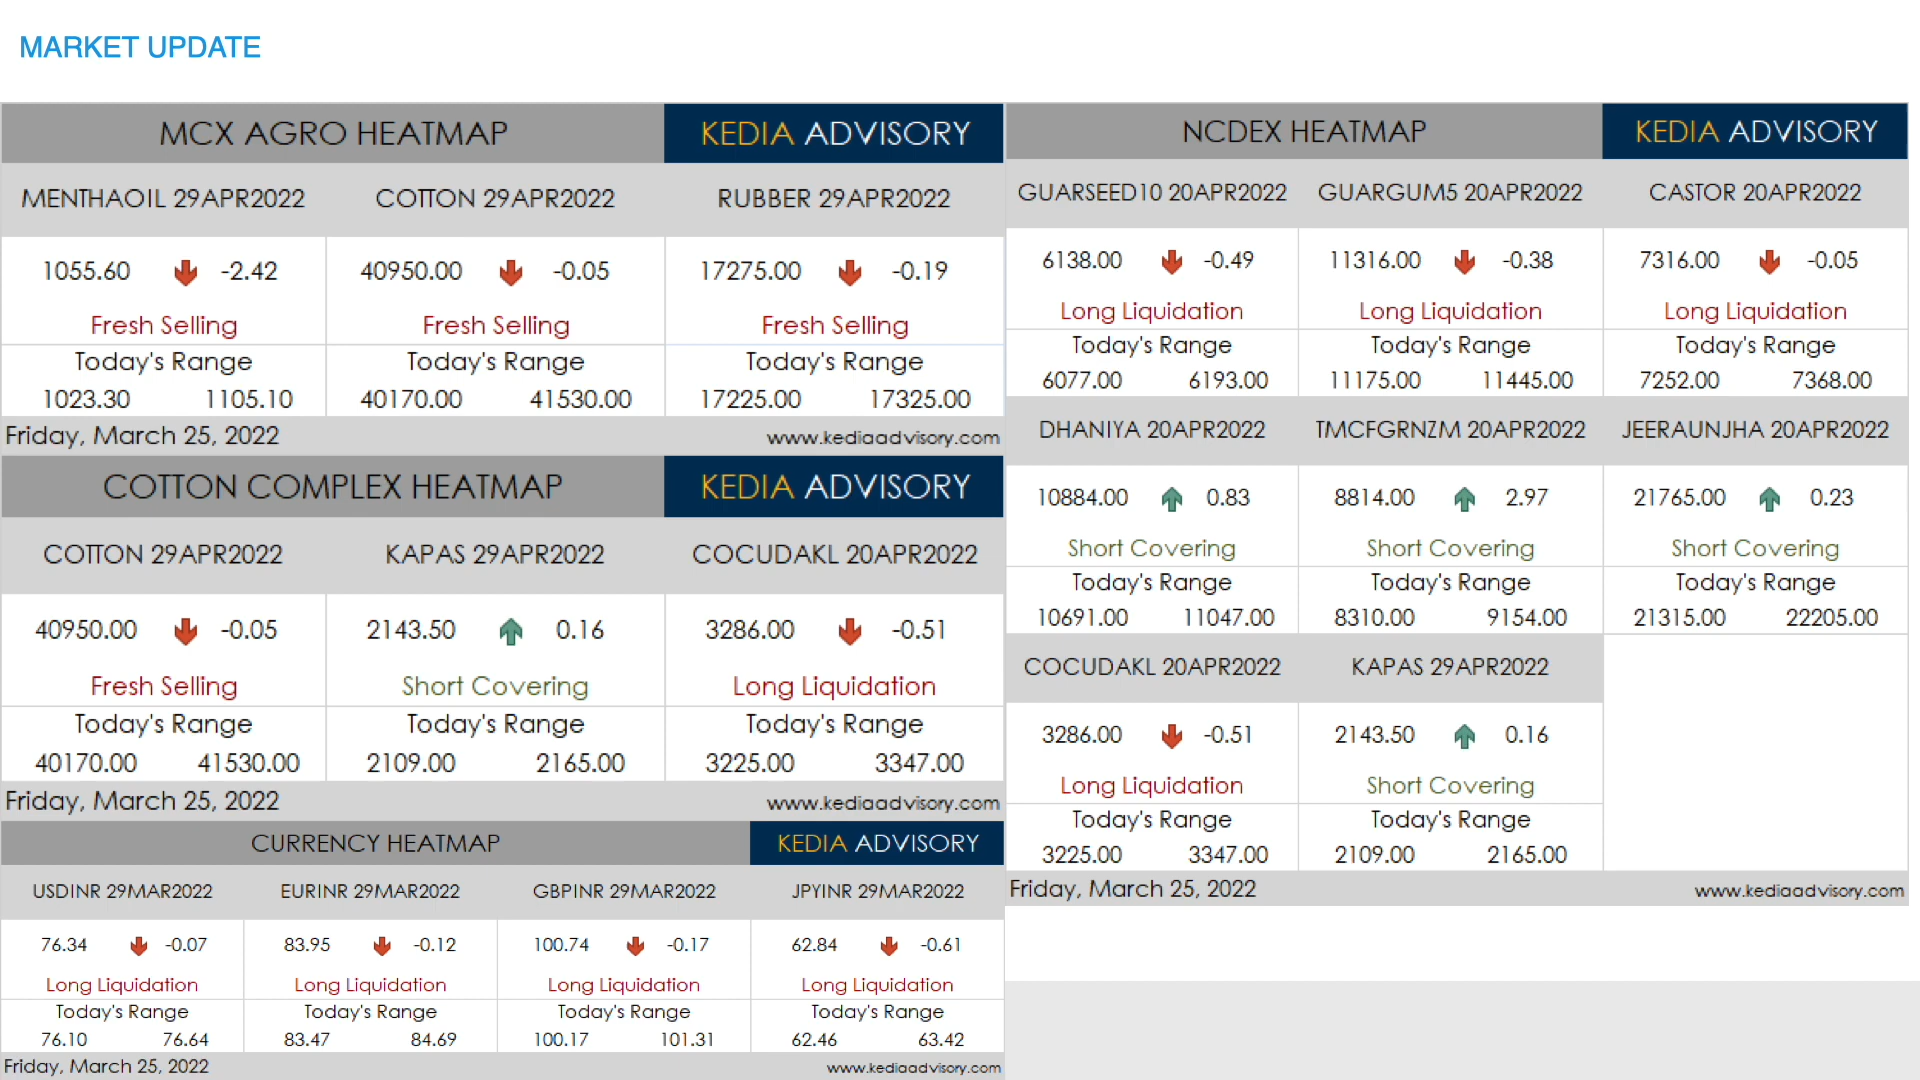 MARKET UPDATE
MCX AGRO HEATMAP KEDIA ADVISORY
MENTHAOIL 29APR2022 COTTON 29APR2022 RUBBER 29APR2022
1055.60 -2.42 40950.00 -0.05 17275.00 -0.19
Fresh Selling Fresh Selling Fresh Selling
Today's Range Today's Range Today's Range
1023.30 1105.10 40170.00 41530.00 17225.00 17325.00
Friday, March 25, 2022 www.kediaadvisory.com
COTTON COMPLEX HEATMAP KEDIA ADVISORY
COTTON 29APR2022 KAPAS 29APR2022 COCUDAKL 20APR2022
40950.00 -0.05 2143.50 0.16 3286.00 -0.51
Fresh Selling Short Covering Long Liquidation
Today's Range Today's Range Today's Range
40170.00 41530.00 2109.00 2165.00 3225.00 3347.00
Friday, March 25, 2022 www.kediaadvisory.com
CURRENCY HEATMAP KEDIA ADVISORY
USDINR 29MAR2022 EURINR 29MAR2022 GBPINR 29MAR2022 JPYINR 29MAR2022
76.34 -0.07 83.95 -0.12 100.74 -0.17 62.84 -0.61
Long Liquidation Long Liquidation Long Liquidation Long Liquidation
Today's Range Today's Range Today's Range Today's Range
76.10 76.64 83.47 84.69 100.17 101.31 62.46 63.42
Friday, March 25, 2022 www.kediaadvisory.com
NCDEX HEATMAP KEDIA ADVISORY
GUARSEED10 20APR2022 GUARGUM5 20APR2022 CASTOR 20APR2022
6138.00 -0.49 11316.00 -0.38 7316.00 -0.05
Long Liquidation Long Liquidation Long Liquidation
Today's Range Today's Range Today's Range
6077.00 6193.00 11175.00 11445.00 7252.00 7368.00
DHANIYA 20APR2022 TMCFGRNZM 20APR2022 JEERAUNJHA 20APR2022
10884.00 0.83 8814.00 2.97 21765.00 0.23
Short Covering Short Covering Short Covering
Today's Range Today's Range Today's Range
10691.00 11047.00 8310.00 9154.00 21315.00 22205.00
COCUDAKL 20APR2022 KAPAS 29APR2022
3286.00 -0.51 2143.50 0.16
Long Liquidation Short Covering
Today's Range Today's Range
3225.00 3347.00 2109.00 2165.00
Friday, March 25, 2022 www.kediaadvisory.com